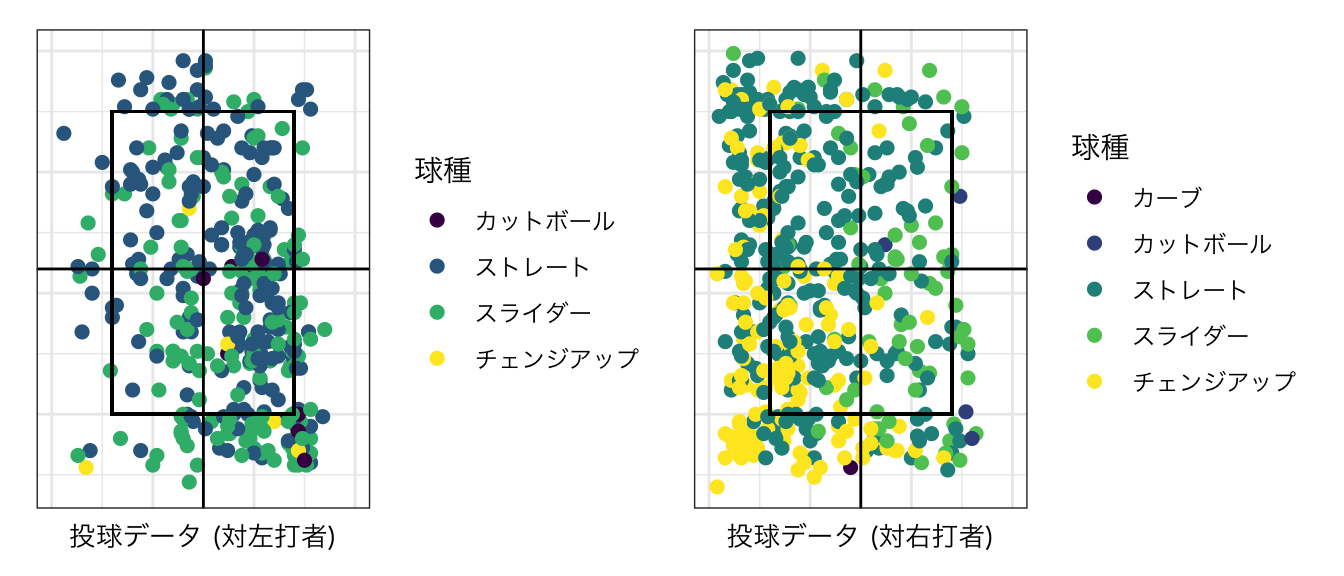 球種
カットボール
ストレート
スライダー
チェンジアップ
投球データ (対左打者)
球種
カーブ
カットボール
ストレート
スライダー
チェンジアップ
投球データ (対右打者)